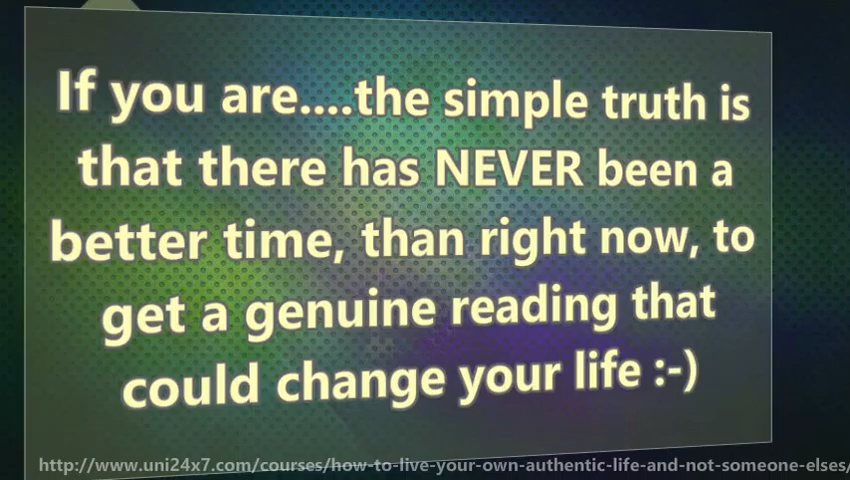 If you are....the simple truth is
that there has NEVER been a
better time, than right now, to
get a genuine reading that
could change your life :-)
http://www.uni24x7.com/courses/how-to-live-your-own-authentic-life-and-not-someone-elses/